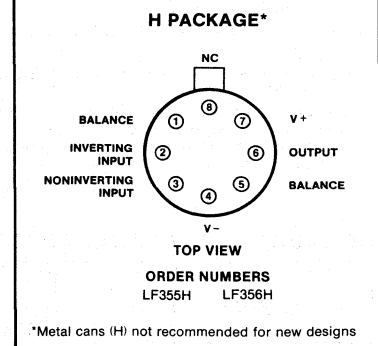 H PACKAGE*
NC
8
BALANCE 1 7 V+
INVERTING
INPUT 2 6 OUTPUT
NONINVERTING
INPUT 3 5 BALANCE
4
V-
TOP VIEW
ORDER NUMBERS
LF355H LF356H
*Metal cans (H) not recommended for new designs